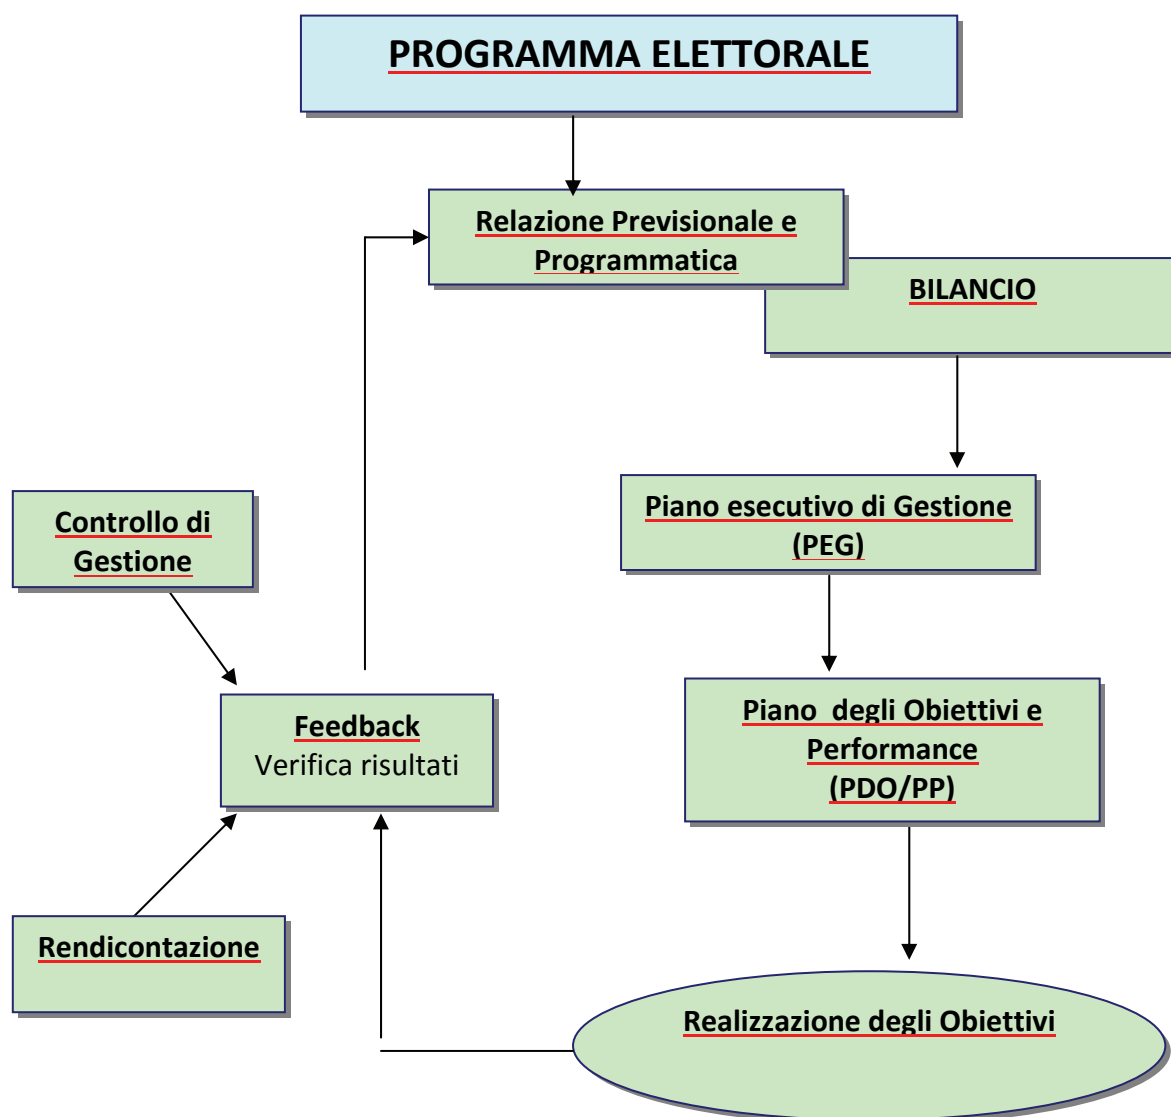 PROGRAMMA ELETTORALE
Relazione Previsionale e
Programmatica
BILANCIO
Piano esecutivo di Gestione
(PEG)
Controllo di
Gestione
Piano  degli Obiettivi e
Performance
(PDO/PP)
Feedback
Verifica risultati
Rendicontazione
Realizzazione degli Obiettivi